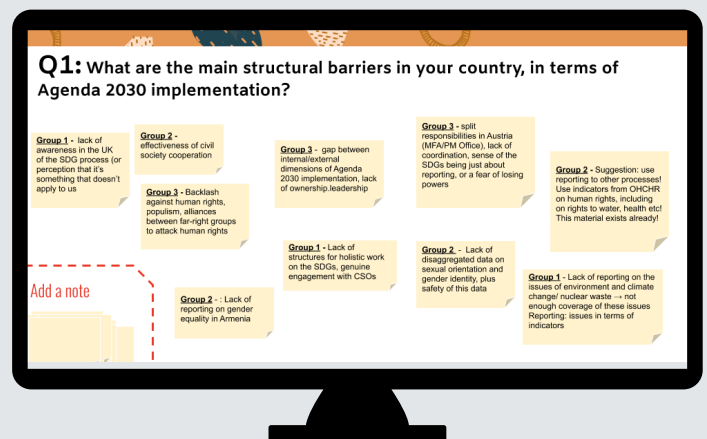 Q1: What are the main structural barriers in your country, in terms of
Agenda 2030 implementation?
Group 1 - lack of
awareness in the UK
of the SDG process (or
perception that it's
something that doesn't
apply to us
Group 2 -
effectiveness of civil
society cooperation
Group 3 - Backlash
against human rights,
populism, alliances
between far-right groups
to attack human rights
Group 3 - gap between
internal/external
dimensions of Agenda
2030 implementation, lack
of ownership.leadership
Group 3 - split
responsibilities in Austria
(MFA/PM Office), lack of
coordination, sense of the
SDGs being just about
reporting, or a fear of losing
powers
Group 2 - Suggestion: use
reporting to other processes!
Use indicators from OHCHR
on human rights, including
on rights to water, health etc!
This material exists already!
Group 1 - Lack of
structures for holistic work
on the SDGs, genuine
engagement with CSOs
Group 2 - Lack of
disaggregated data on
sexual orientation and
gender identity, plus
safety of this data
Group 1 - Lack of reporting on the
issues of environment and climate
change/ nuclear waste → not
enough coverage of these issues
Reporting: issues in terms of
indicators
Add a note
Group 2 - : Lack of
reporting on gender
equality in Armenia